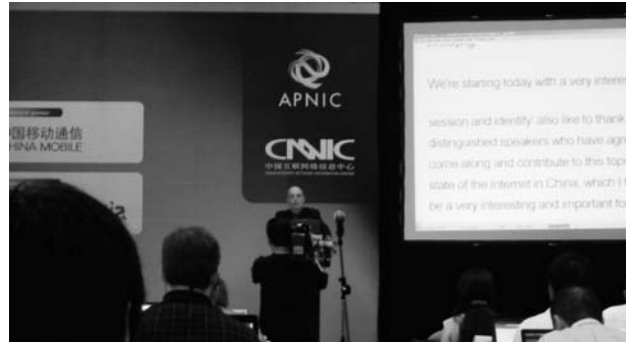 APNIC
CNNIC
中国互联网络信息中心
国移动通信
HINA MOBILE
We're starting today with a very interes
session and identify' also like to thank
distinguished speakers who have agr
come along and contribute to this top
state of the Internet in China, which I t
be a very interesting and important fo